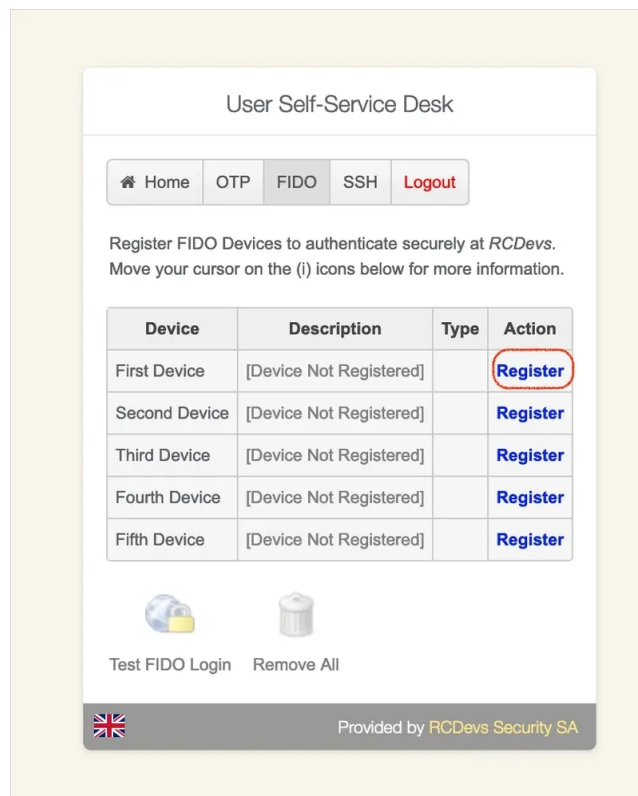 User Self-Service Desk
Home OTP FIDO SSH Logout
Register FIDO Devices to authenticate securely at RCDevs.
Move your cursor on the (i) icons below for more information.
Device Description Type Action
First Device [Device Not Registered] Register
Second Device [Device Not Registered] Register
Third Device [Device Not Registered] Register
Fourth Device [Device Not Registered] Register
Fifth Device [Device Not Registered] Register
Test FIDO Login Remove All
Provided by RCDevs Security SA